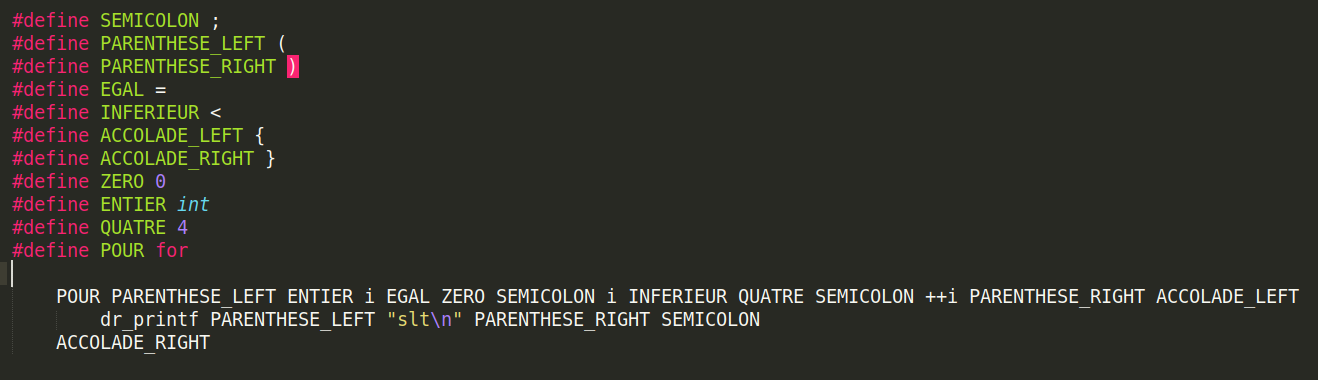 #define SEMICOLON ;
#define PARENTHESE_LEFT (
#define PARENTHESE_RIGHT )
#define EGAL =
#define INFERIEUR <
#define ACCOLADE_LEFT {
#define ACCOLADE_RIGHT }
#define ZERO 0
#define ENTIER int
#define QUATRE 4
#define POUR for
POUR PARENTHESE_LEFT ENTIER i EGAL ZERO SEMICOLON i INFERIEUR QUATRE SEMICOLON ++i PARENTHESE_RIGHT ACCOLADE_LEFT
dr_printf PARENTHESE_LEFT "slt\n" PARENTHESE_RIGHT SEMICOLON
ACCOLADE_RIGHT